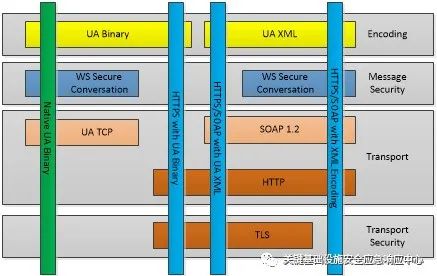 UA Binary
UA XML
Encoding
WS Secure
Conversation
WS Secure
Conversation
Message
Security
UA TCP
SOAP 1.2
HTTP
Transport
TLS
Transport
Security
Native UA Binary
HTTPS with UA Binary
HTTPS/SOAP with UA XML
HTTPS/SOAP with XML Encoding
关键基础设施安全应急响应中心